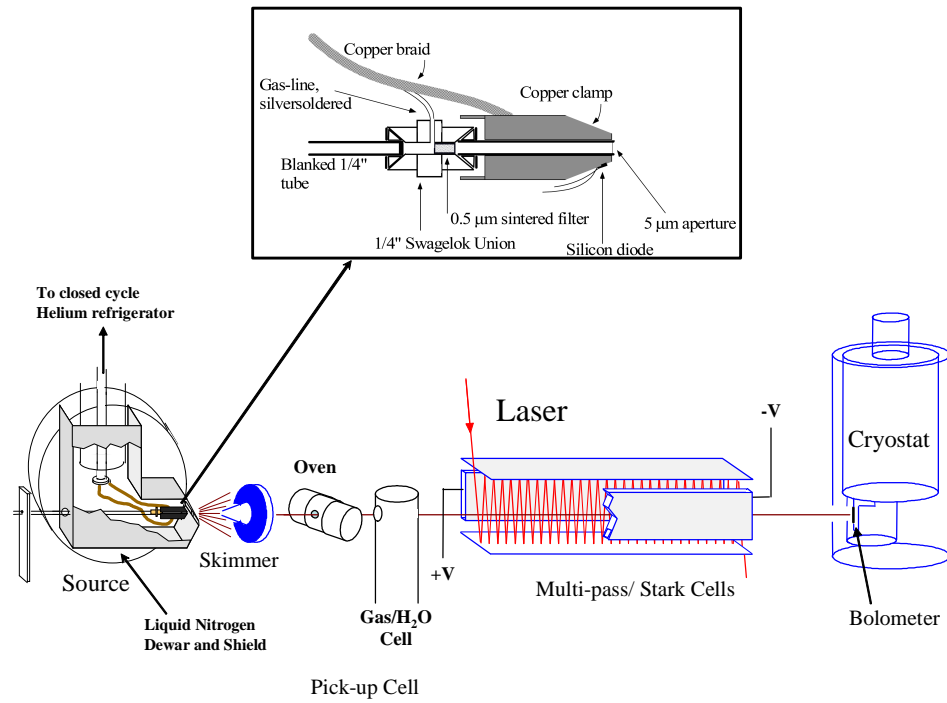 Copper braid
Gas-line,
silversoldered
Copper clamp
Blanked 1/4"
tube
0.5 μm sintered filter
1/4" Swagelok Union
Silicon diode
5 μm aperture
To closed cycle
Helium refrigerator
Laser
-V
Cryostat
Oven
Skimmer
Source
+V
Multi-pass/ Stark Cells
Bolometer
Liquid Nitrogen
Dewar and Shield
Gas/H₂O
Cell
Pick-up Cell